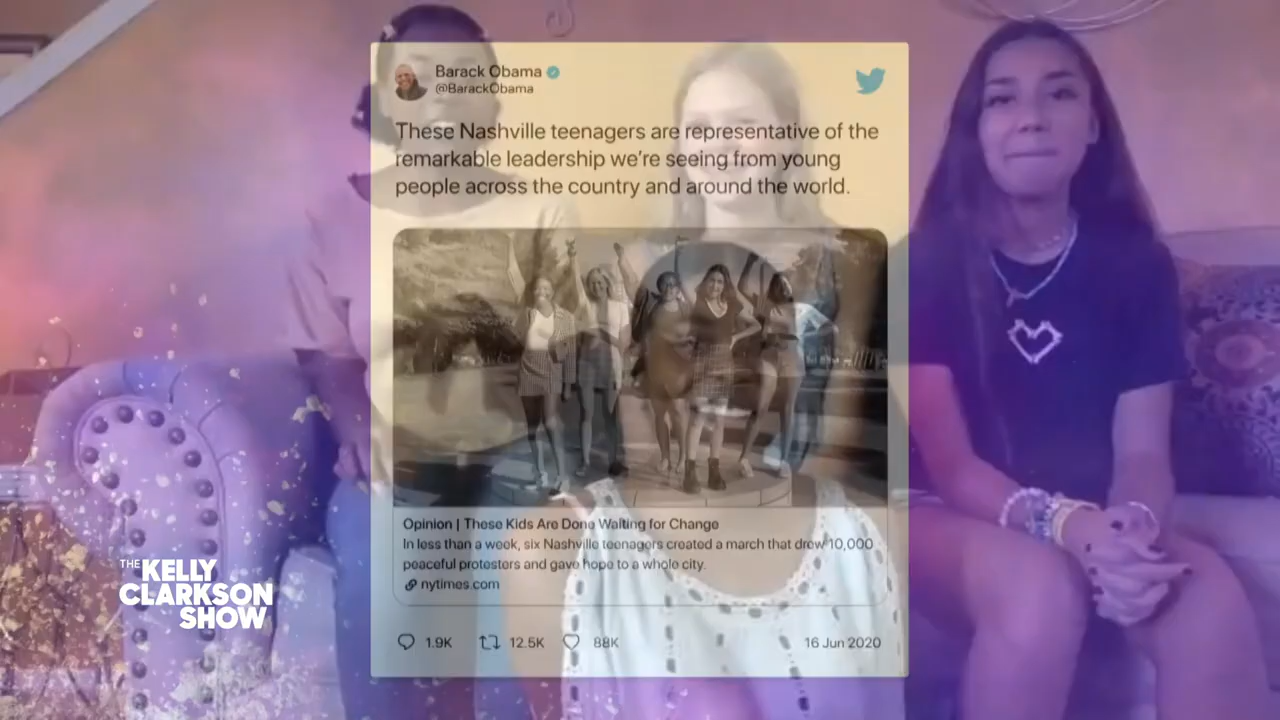 Barack Obama
@BarackObama
These Nashville teenagers are representative of the
remarkable leadership we're seeing from young
people across the country and around the world.
Opinion | These Kids Are Done Waiting for Change
In less than a week, six Nashville teenagers created a march that drew 10,000
peaceful protesters and gave hope to a whole city.
nytimes.com
1.9K 12.5K 88K 16 Jun 2020
THE KELLY
CLARKSON
SHOW